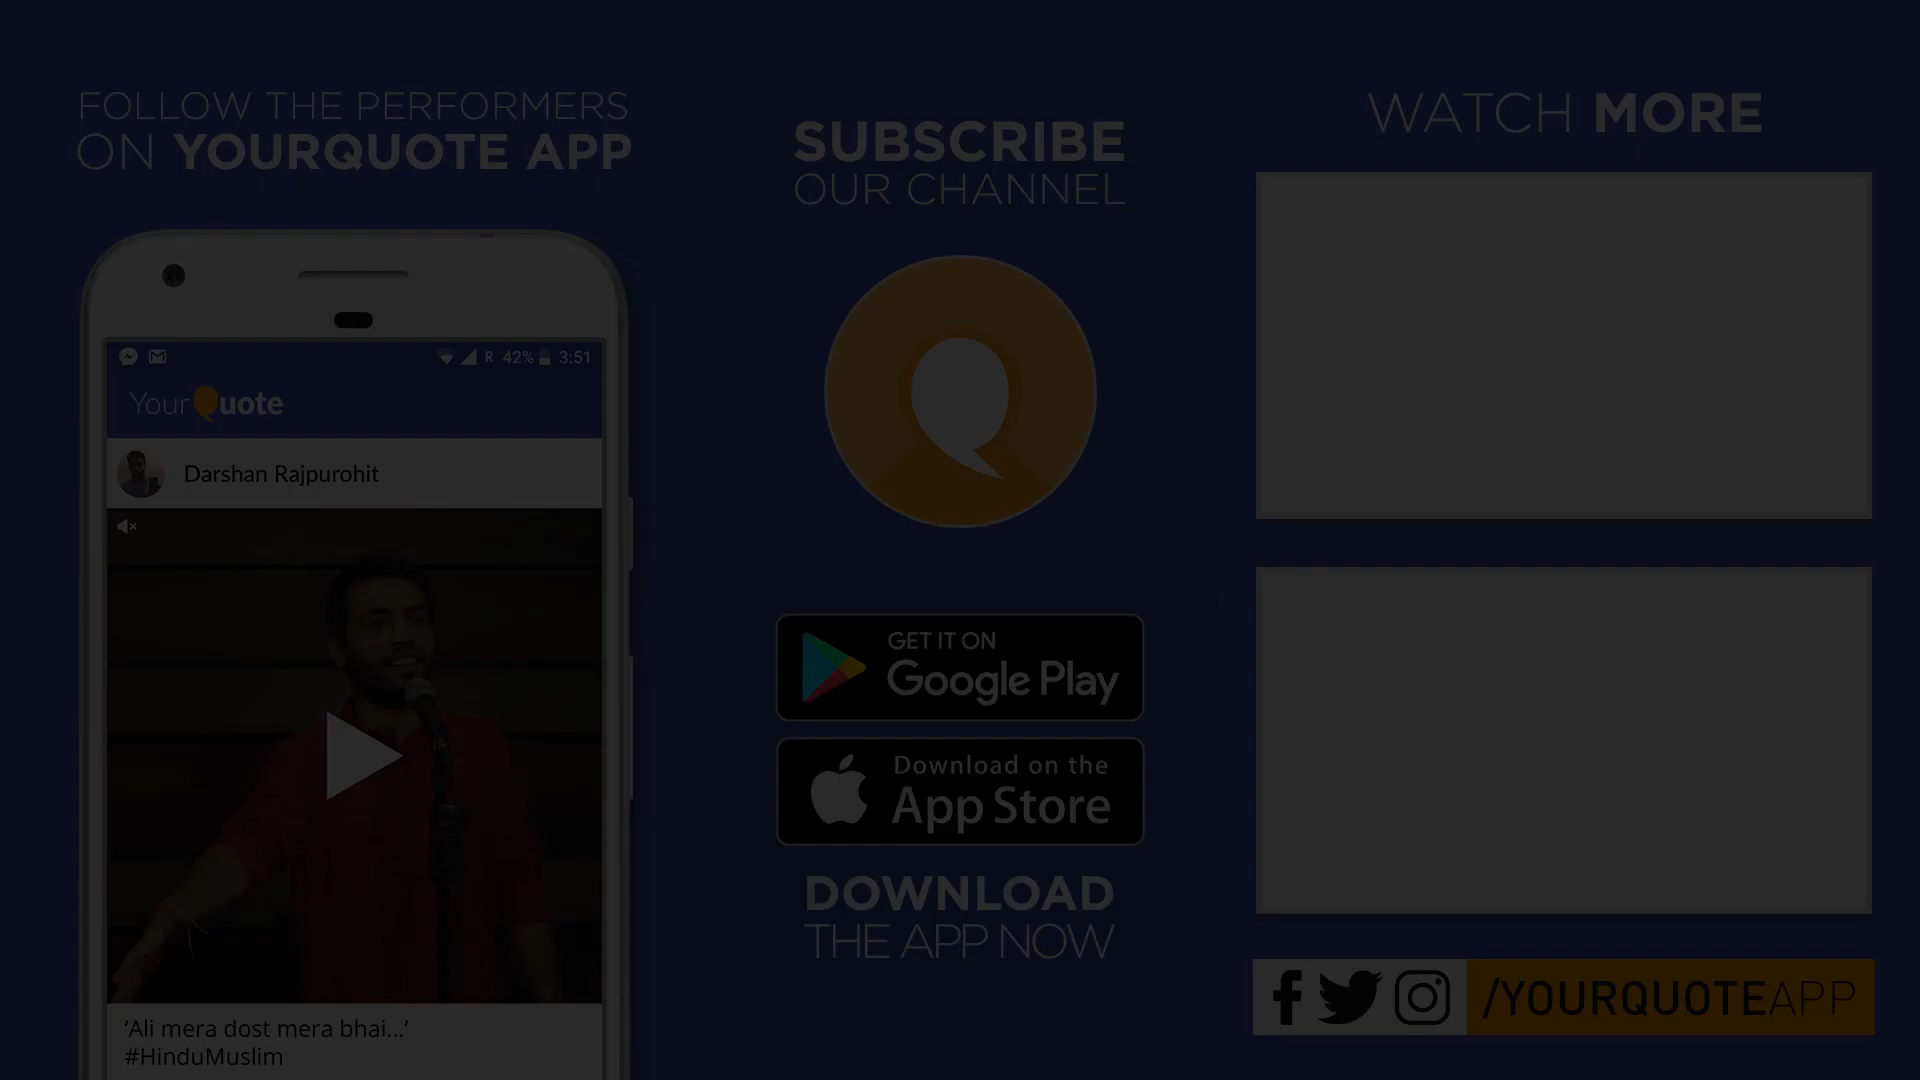 FOLLOW THE PERFORMERS
ON YOURQUOTE APP
R 42% 3:51
YourQuote
Darshan Rajpurohit
‘Ali mera dost mera bhai...’
#HinduMuslim
SUBSCRIBE
OUR CHANNEL
GET IT ON
Google Play
Download on the
App Store
DOWNLOAD
THE APP NOW
WATCH MORE
/YOURQUOTEAPP